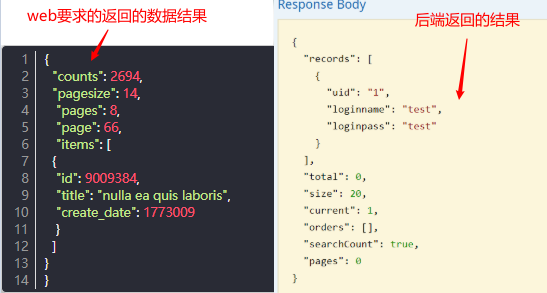 web要求的返回的数据结果
1 {
2 "counts": 2694,
3 "pagesize": 14,
4 "pages": 8,
5 "page": 66,
6 "items": [
7 {
8 "id": 9009384,
9 "title": "nulla ea quis laboris",
10 "create_date": 1773009
11 }
12 ]
13 }
14 }
Response Body
后端返回的结果
{
"records": [
{
"uid": "1",
"loginname": "test",
"loginpass": "test"
}
],
"total": 0,
"size": 20,
"current": 1,
"orders": [],
"searchCount": true,
"pages": 0
}